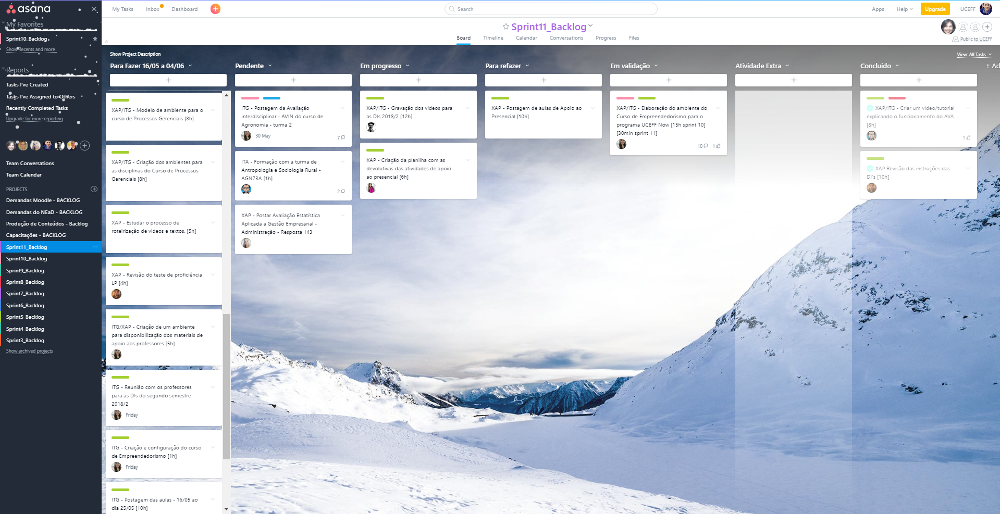 asana
My Tasks
Inbox
Dashboard
Search
Apps
Help
Upgrade
UCEFF
My Favorites
Sprint10_Backlog
Show Recents and more
Reports
Tasks I've Created
Tasks I've Assigned to Others
Recently Completed Tasks
Upgrade for more reporting
Team Conversations
Team Calendar
PROJECTS
Demandas Moodle - BACKLOG
Demandas do NEaD - BACKLOG
Produção de Conteúdos - Backlog
Capacitações - BACKLOG
Sprint11_Backlog
Sprint10_Backlog
Sprint9_Backlog
Sprint8_Backlog
Sprint7_Backlog
Sprint6_Backlog
Sprint5_Backlog
Sprint4_Backlog
Sprint3_Backlog
Show archived projects
Sprint11_Backlog
Board
Timeline
Calendar
Conversations
Progress
Files
Public to UCEFF
Show Project Description
View: All Tasks
Para Fazer 16/05 a 04/06
XAP/ITG - Modelo de ambiente para o
curso de Processos Gerenciais [8h]
XAP/ITG - Criação dos ambientes para
as disciplinas do Curso de Processos
Gerenciais [8h]
XAP - Estudar o processo de
roteirização de videos e textos. [5h]
XAP - Revisão do teste de proficiência
LP [4h]
ITG/XAP - Criação de um ambiente
para disponibilização dos materiais de
apoio aos professores [5h]
ITG - Reunião com os professores
para as DIs do segundo semestre
2018/2
Friday
ITG - Criação e configuração do curso
de Empreendedorismo [1h]
Friday
ITG - Postagem das aulas - 16/05 ao
dia 25/05 [10h]
Pendente
ITG - Postagem da Avaliação
interdisciplinar - AVIN do curso de
Agronomia - turma 2
30 May
7
ITA - Formação com a turma de
Antropologia e Sociologia Rural -
AGN73A [1h]
2
XAP - Postar Avaliação Estatística
Aplicada a Gestão Empresarial -
Administração - Resposta 143
Em progresso
XAP/ITG - Gravação dos vídeos para
as DIs 2018/2 [12h]
XAP - Criação da planilha com as
devolutivas das atividades de apoio
ao presencial [6h]
Para refazer
XAP - Postagem de aulas de Apoio ao
Presencial [10h]
Em validação
XAP/ITG - Elaboração do ambiente do
Curso de Empreendedorismo para o
programa UCEFF Now [15h sprint 10]
[30min sprint 11]
10
1
Atividade Extra
Concluído
XAP/ITG - Criar um vídeo/tutorial
explicando o funcionamento do AVA
[8h]
1
XAP Revisão das instruções das
DI's [10h]
+ Ad